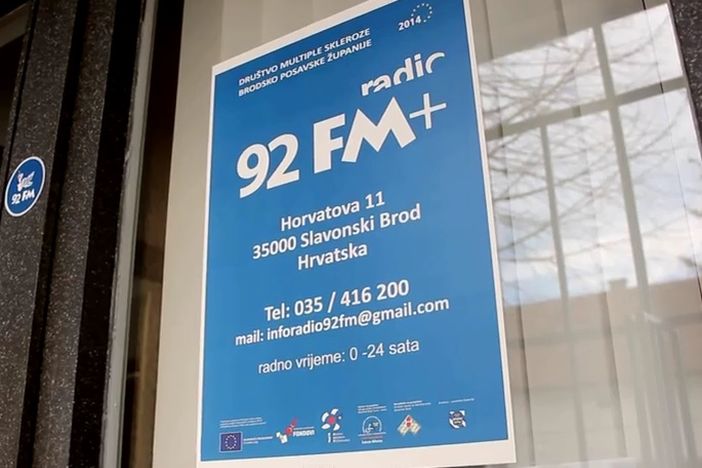 2014
DRUŠTVO MULTIPLE SKLEROZE
BRODSKO POSAVSKE ŽUPANIJE
radio
92 FM+
Horvatova 11
35000 Slavonski Brod
Hrvatska
Tel: 035 / 416 200
mail: inforadio92fm@gmail.com
radno vrijeme: 0 -24 sata
FONDOVI
92 FM